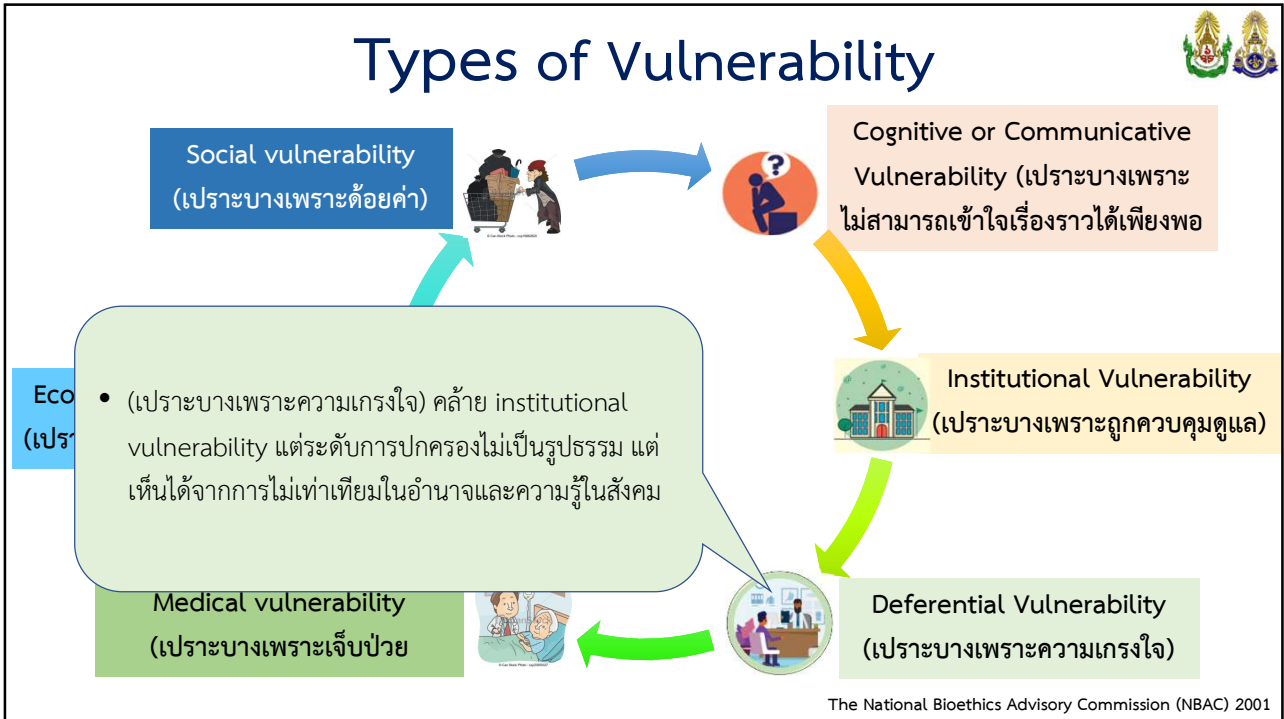 Types of Vulnerability
Social vulnerability
(เปราะบางเพราะด้อยค่า)
Cognitive or Communicative
Vulnerability (เปราะบางเพราะ
ไม่สามารถเข้าใจเรื่องราวได้เพียงพอ
Institutional Vulnerability
(เปราะบางเพราะถูกควบคุมดูแล)
Eco
(เปรา
• (เปราะบางเพราะความเกรงใจ) คล้าย institutional
vulnerability แต่ระดับการปกครองไม่เป็นรูปธรรม แต่
เห็นได้จากการไม่เท่าเทียมในอำนาจและความรู้ในสังคม
Medical vulnerability
(เปราะบางเพราะเจ็บป่วย
Deferential Vulnerability
(เปราะบางเพราะความเกรงใจ)
The National Bioethics Advisory Commission (NBAC) 2001